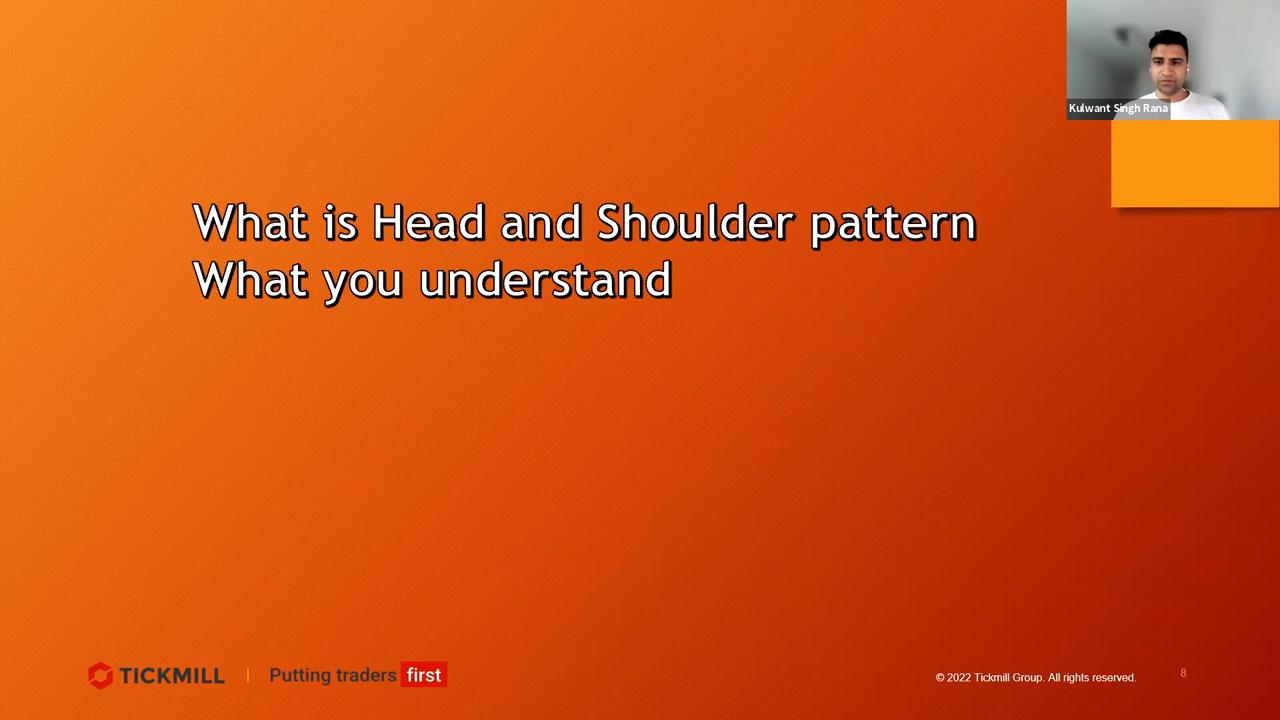 Kulwant Singh Rana
What is Head and Shoulder pattern
What you understand
TICKMILL | Putting traders first
© 2022 Tickmill Group. All rights reserved.
8